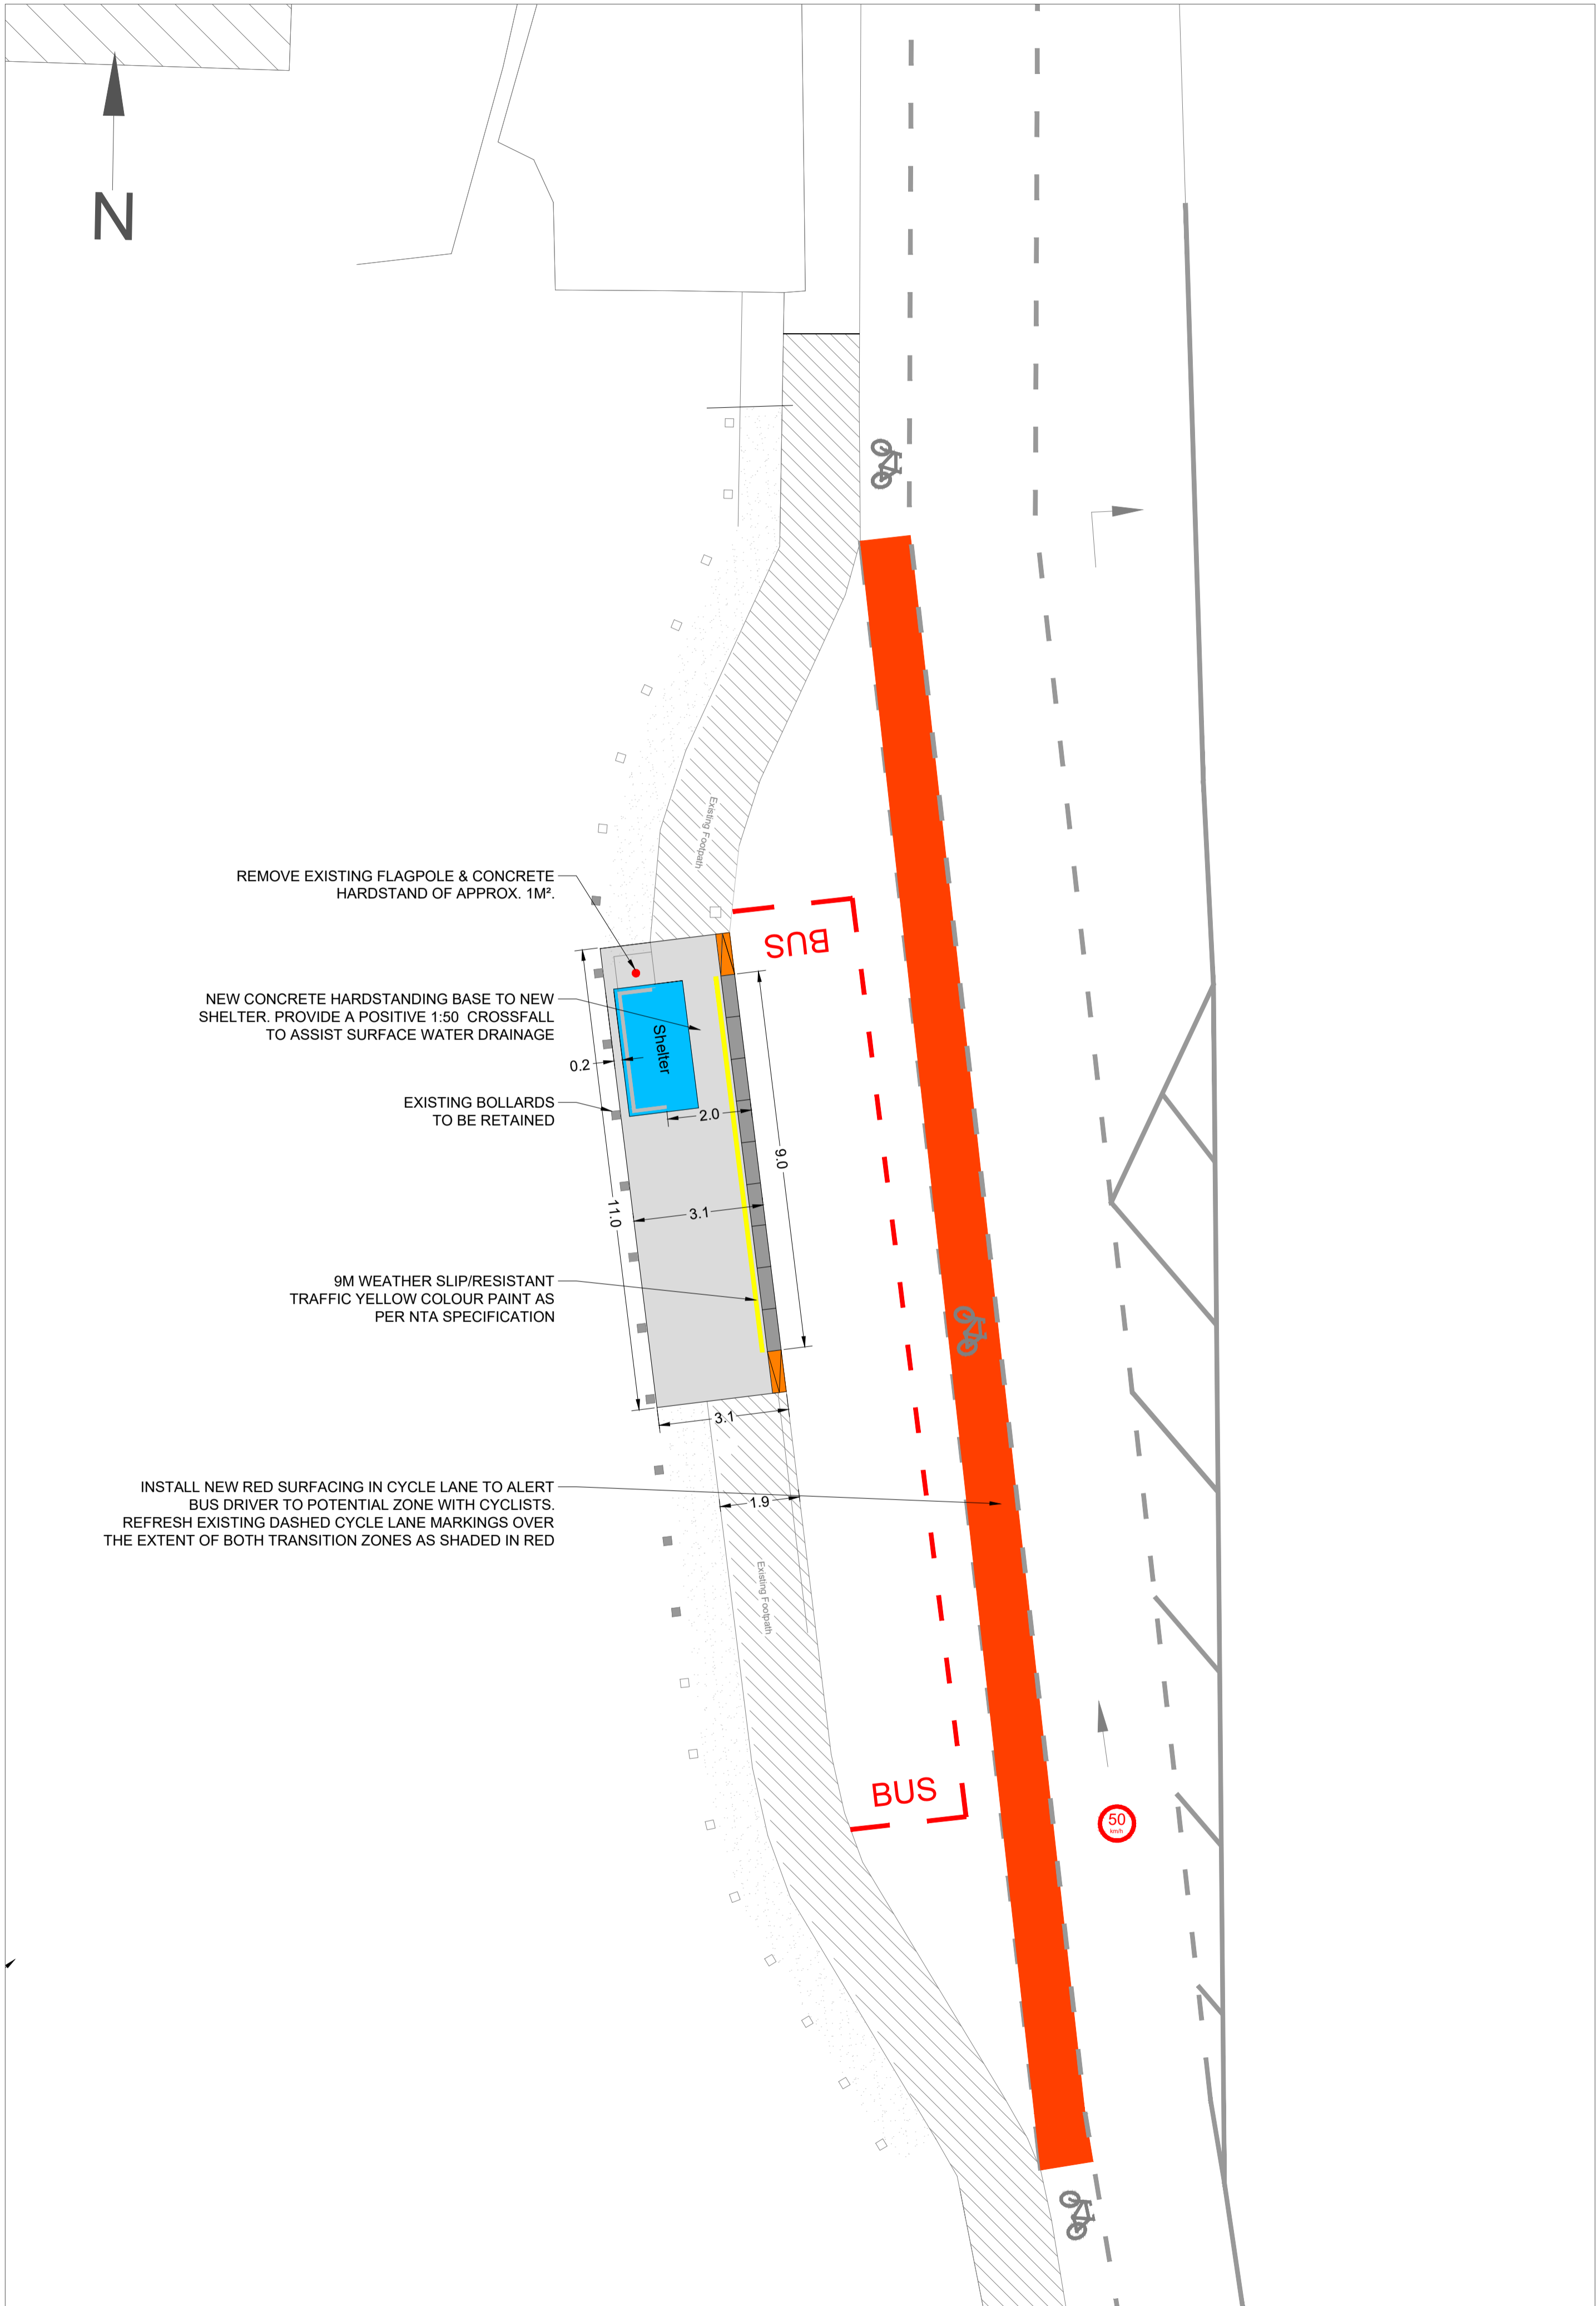 N
Existing Footpath
REMOVE EXISTING FLAGPOLE & CONCRETE
HARDSTAND OF APPROX. 1M².
BUS
NEW CONCRETE HARDSTANDING BASE TO NEW
SHELTER. PROVIDE A POSITIVE 1:50 CROSSFALL
TO ASSIST SURFACE WATER DRAINAGE
Shelter
0.2
EXISTING BOLLARDS
TO BE RETAINED
2.0
9.0
11.0
3.1
9M WEATHER SLIP/RESISTANT
TRAFFIC YELLOW COLOUR PAINT AS
PER NTA SPECIFICATION
3.1
INSTALL NEW RED SURFACING IN CYCLE LANE TO ALERT
BUS DRIVER TO POTENTIAL ZONE WITH CYCLISTS.
REFRESH EXISTING DASHED CYCLE LANE MARKINGS OVER
THE EXTENT OF BOTH TRANSITION ZONES AS SHADED IN RED
1.9
Existing Footpath
BUS
50
km/h